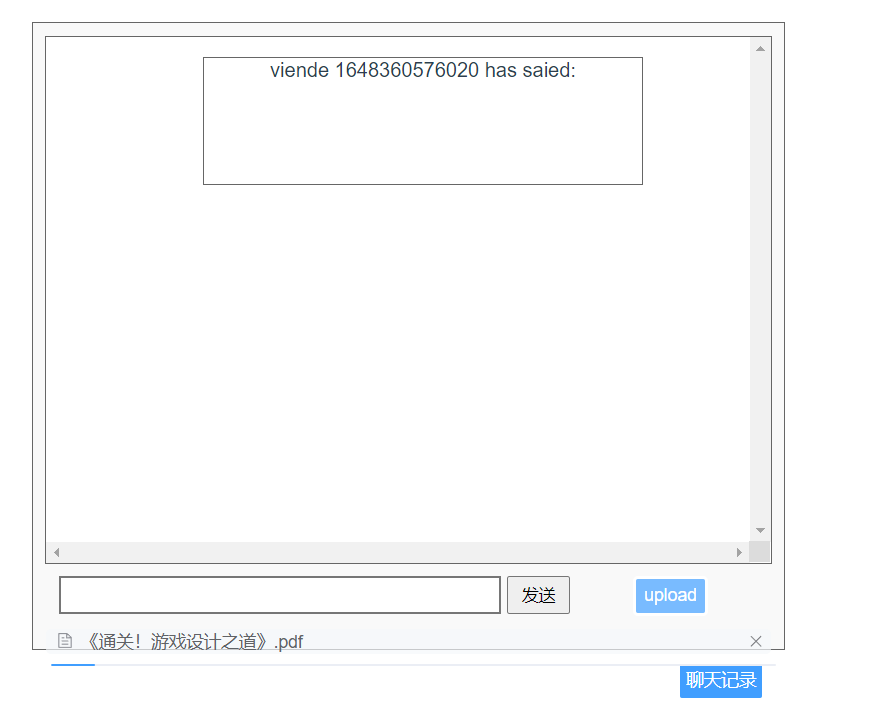 viende 1648360576020 has saied:
发送
upload
《通关！游戏设计之道》.pdf
聊天记录